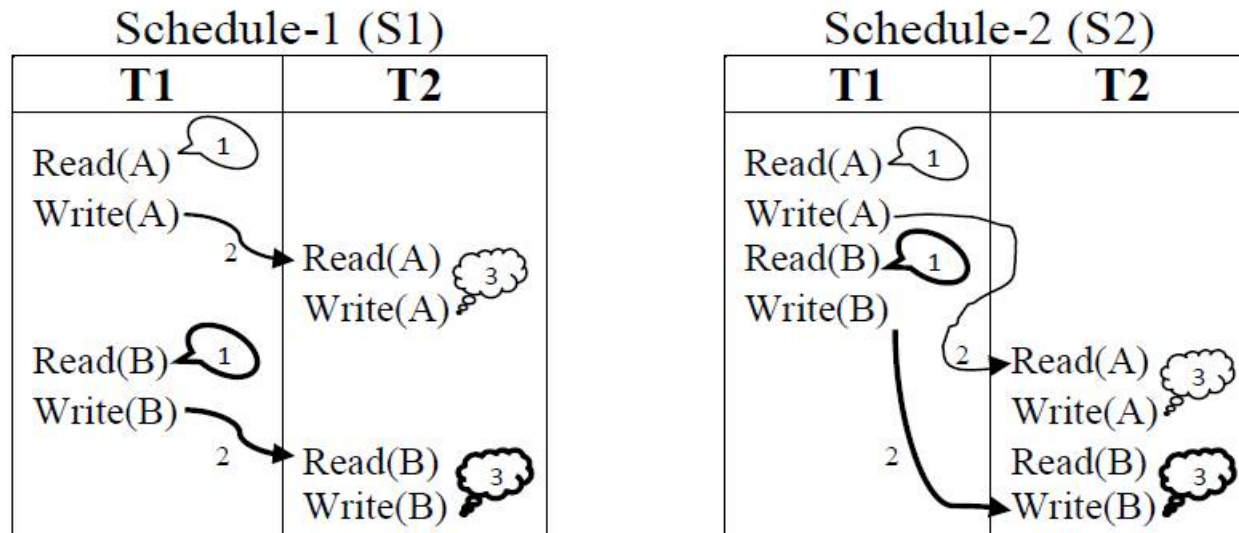 Schedule-1 (S1)
T1 T2
Read(A) 1
Write(A)
2 Read(A) 3
Write(A)
Read(B) 1
Write(B)
2 Read(B) 3
Write(B)
Schedule-2 (S2)
T1 T2
Read(A) 1
Write(A)
Read(B) 1
Write(B)
2 Read(A) 3
Write(A)
2 Read(B) 3
Write(B)